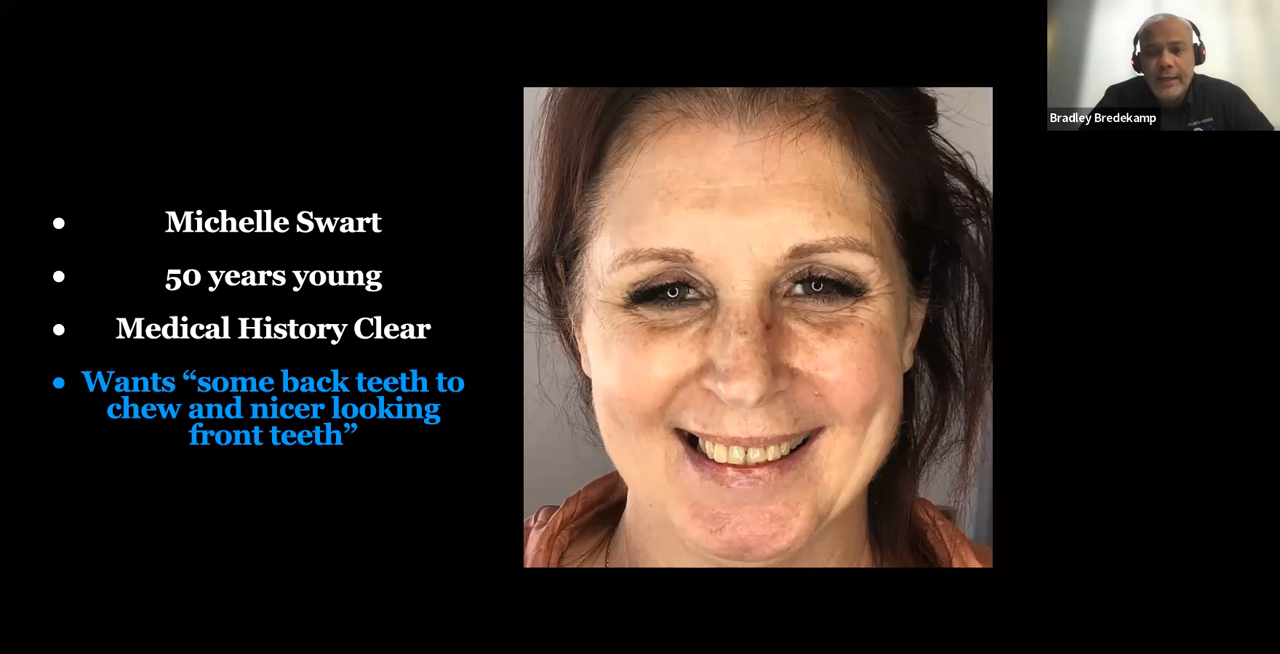 Michelle Swart
50 years young
Medical History Clear
Wants “some back teeth to
chew and nicer looking
front teeth”
Bradley Bredekamp